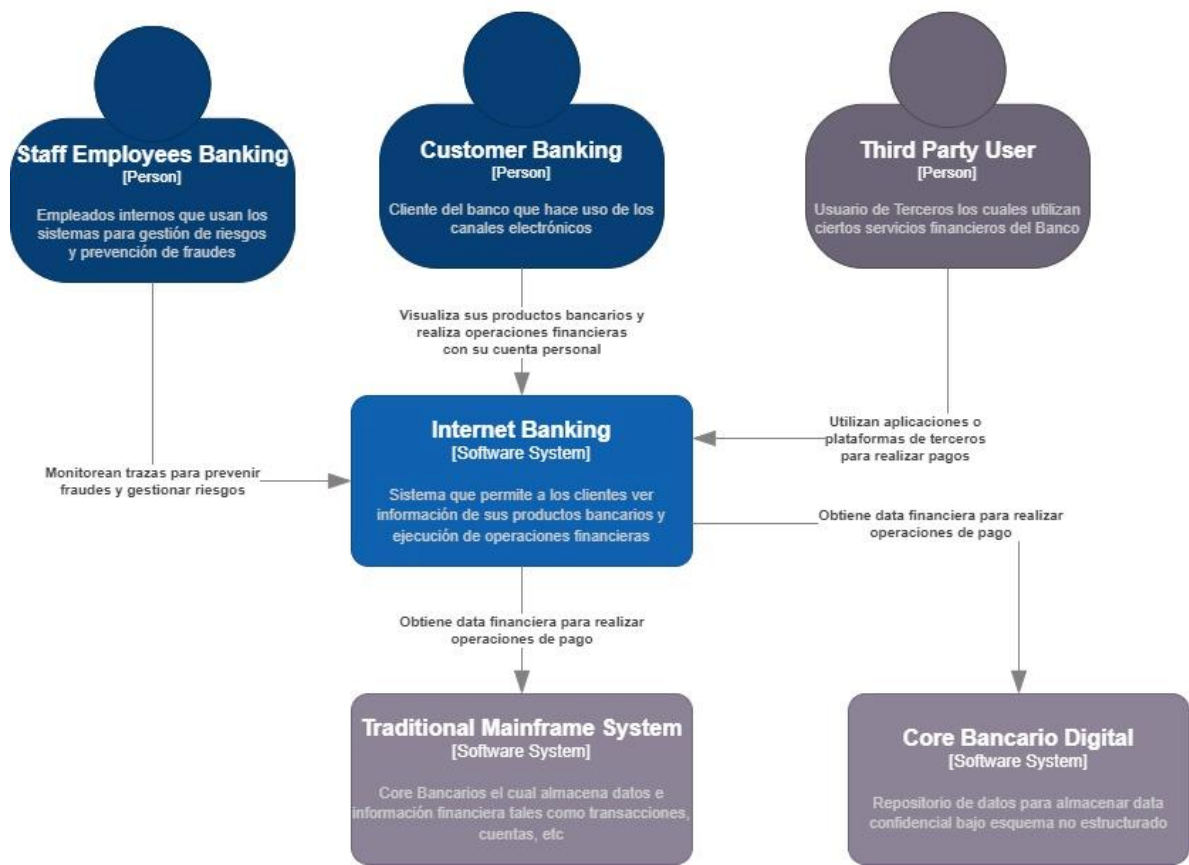 Staff Employees Banking
[Person]
Empleados internos que usan los
sistemas para gestión de riesgos
y prevención de fraudes
Customer Banking
[Person]
Cliente del banco que hace uso de los
canales electrónicos
Third Party User
[Person]
Usuario de Terceros los cuales utilizan
ciertos servicios financieros del Banco
Visualiza sus productos bancarios y
realiza operaciones financieras
con su cuenta personal
Monitorean trazas para prevenir
fraudes y gestionar riesgos
Internet Banking
[Software System]
Sistema que permite a los clientes ver
información de sus productos bancarios y
ejecución de operaciones financieras
Utilizan aplicaciones o
plataformas de terceros
para realizar pagos
Obtiene data financiera para realizar
operaciones de pago
Obtiene data financiera para realizar
operaciones de pago
Traditional Mainframe System
[Software System]
Core Bancarios el cual almacena datos e
información financiera tales como transacciones,
cuentas, etc
Core Bancario Digital
[Software System]
Repositorio de datos para almacenar data
confidencial bajo esquema no estructurado